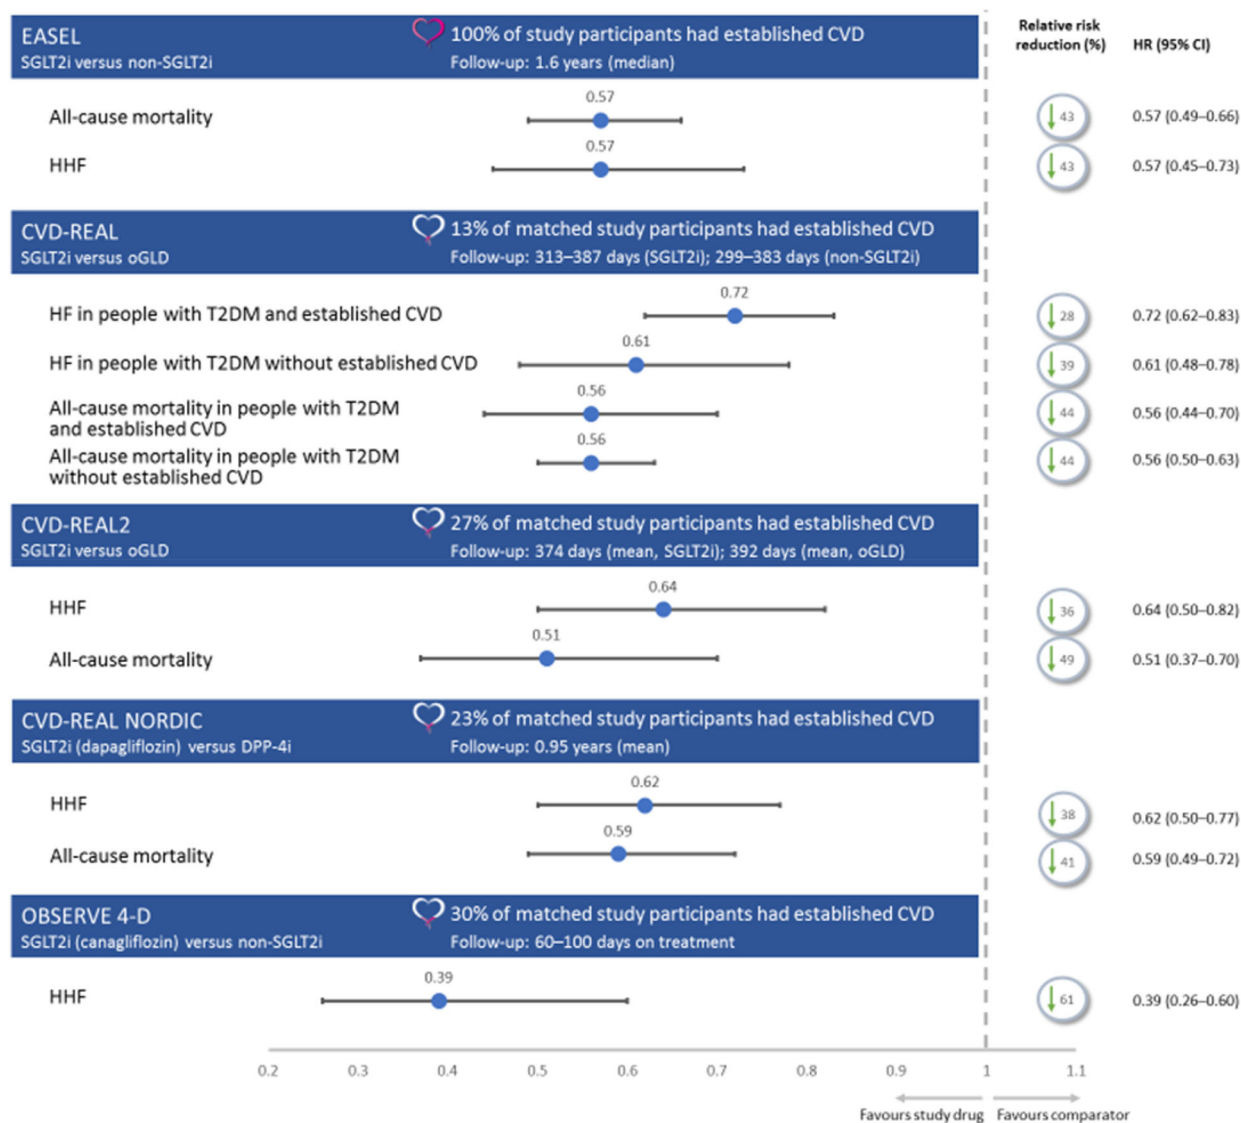 Relative risk
reduction (%)
HR (95% CI)
EASEL
100% of study participants had established CVD
SGLT2i versus non-SGLT2i
Follow-up: 1.6 years (median)
0.57
All-cause mortality
43
0.57 (0.49–0.66)
0.57
HHF
43
0.57 (0.45–0.73)
CVD-REAL
13% of matched study participants had established CVD
SGLT2i versus oGLD
Follow-up: 313–387 days (SGLT2i); 299–383 days (non-SGLT2i)
0.72
HF in people with T2DM and established CVD
28
0.72 (0.62–0.83)
0.61
HF in people with T2DM without established CVD
39
0.61 (0.48–0.78)
0.56
All-cause mortality in people with T2DM
and established CVD
44
0.56 (0.44–0.70)
0.56
All-cause mortality in people with T2DM
without established CVD
44
0.56 (0.50–0.63)
CVD-REAL2
27% of matched study participants had established CVD
SGLT2i versus oGLD
Follow-up: 374 days (mean, SGLT2i); 392 days (mean, oGLD)
0.64
HHF
36
0.64 (0.50–0.82)
0.51
All-cause mortality
49
0.51 (0.37–0.70)
CVD-REAL NORDIC
23% of matched study participants had established CVD
SGLT2i (dapagliflozin) versus DPP-4i
Follow-up: 0.95 years (mean)
0.62
HHF
38
0.62 (0.50–0.77)
0.59
All-cause mortality
41
0.59 (0.49–0.72)
OBSERVE 4-D
30% of matched study participants had established CVD
SGLT2i (canagliflozin) versus non-SGLT2i
Follow-up: 60–100 days on treatment
0.39
HHF
61
0.39 (0.26–0.60)
0.2 0.3 0.4 0.5 0.6 0.7 0.8 0.9 1 1.1
Favours study drug Favours comparator